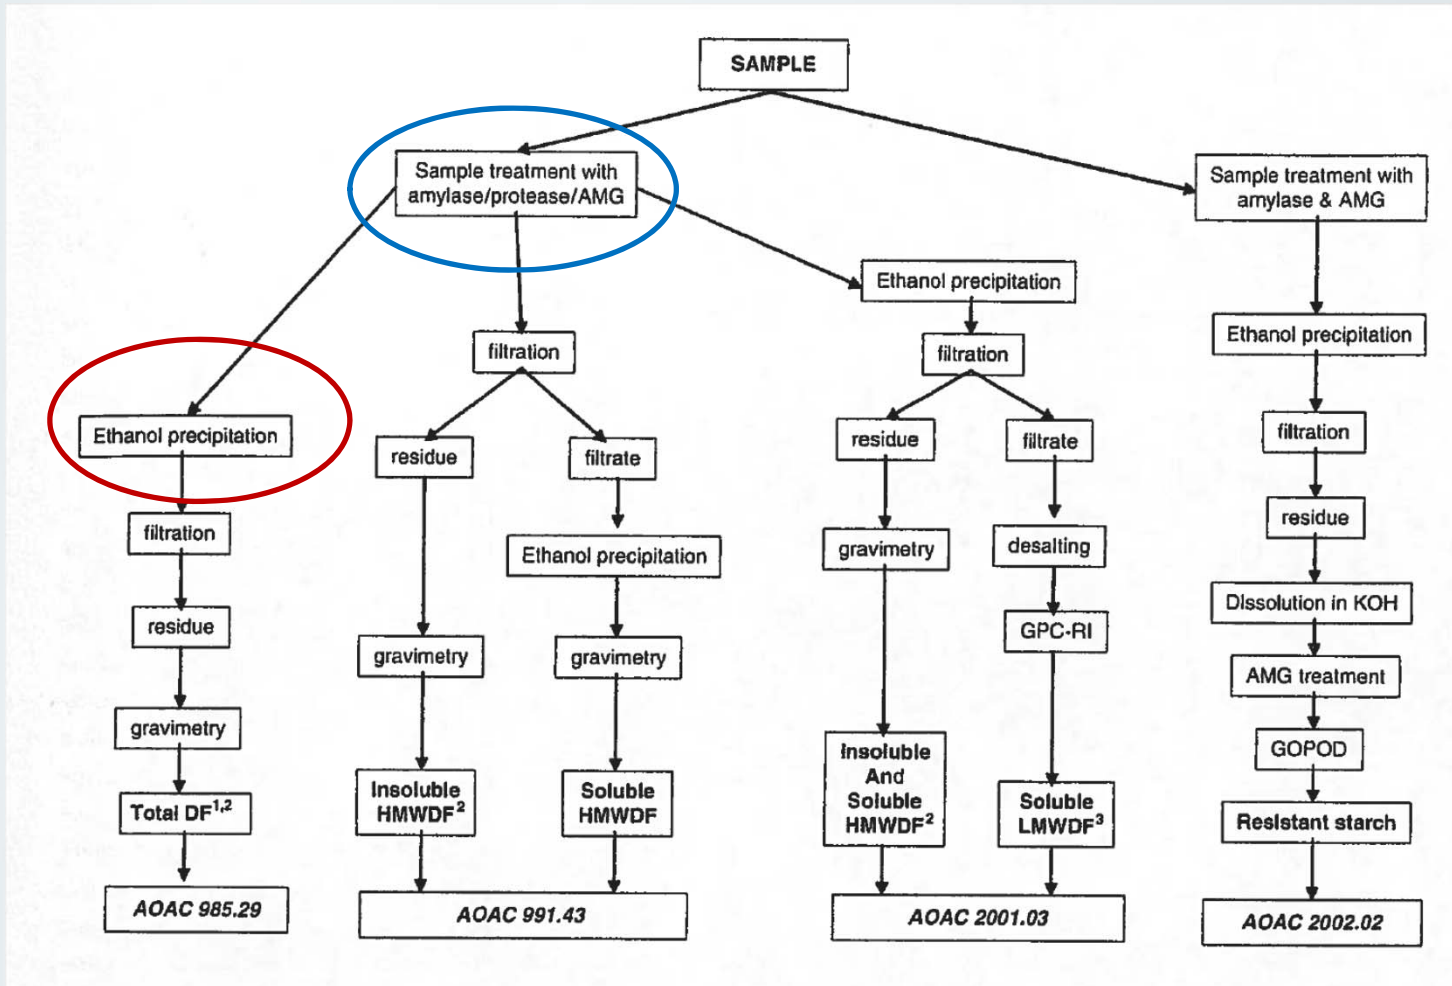 SAMPLE
Sample treatment with
amylase/protease/AMG
Sample treatment with
amylase & AMG
Ethanol precipitation
filtration
residue
gravimetry
Total DF1,2
AOAC 985.29
filtration
residue
filtrate
gravimetry
Ethanol precipitation
gravimetry
Insoluble
HMWDF2
Soluble
HMWDF
AOAC 991.43
Ethanol precipitation
filtration
residue
filtrate
gravimetry
desalting
GPC-RI
Insoluble
And
Soluble
HMWDF2
Soluble
LMWDF3
AOAC 2001.03
Ethanol precipitation
filtration
residue
Dissolution in KOH
AMG treatment
GOPOD
Resistant starch
AOAC 2002.02